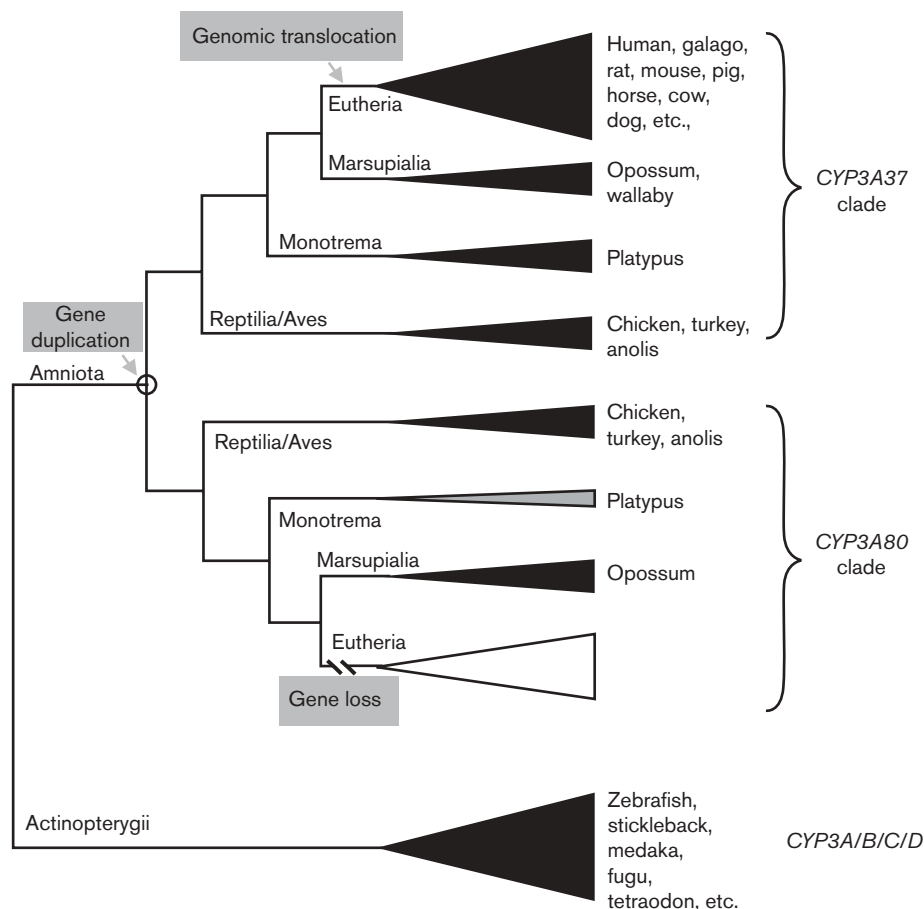 Genomic translocation
Eutheria
Human, galago,
rat, mouse, pig,
horse, cow,
dog, etc.,
Marsupialia
Opossum,
wallaby
CYP3A37
clade
Monotrema
Platypus
Gene
duplication
Reptilia/Aves
Chicken, turkey,
anolis
Amniota
Reptilia/Aves
Chicken,
turkey, anolis
Monotrema
Platypus
CYP3A80
clade
Marsupialia
Opossum
Eutheria
Gene loss
Actinopterygii
Zebrafish,
stickleback,
medaka,
fugu,
tetraodon, etc.
CYP3A/B/C/D